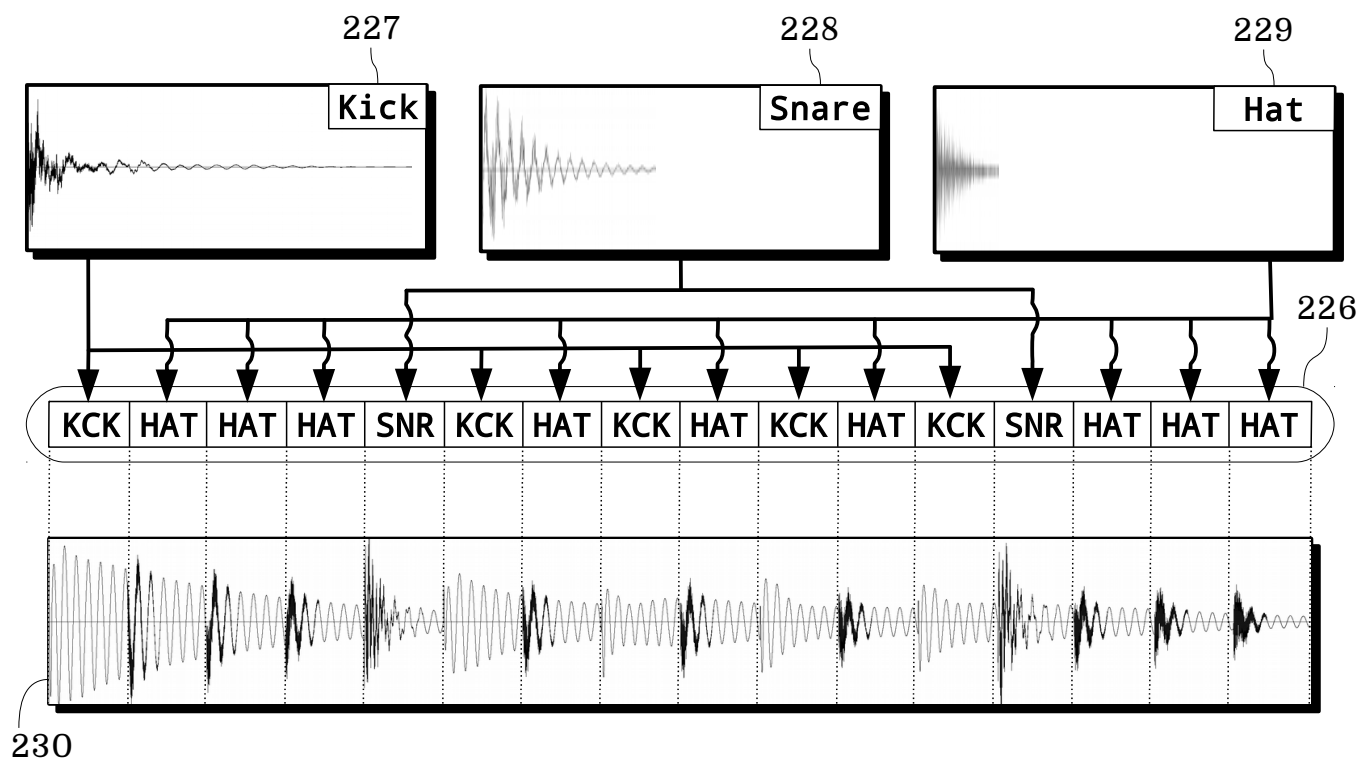 227 228 229
Kick Snare Hat
226
KCK HAT HAT HAT SNR KCK HAT KCK HAT KCK HAT KCK SNR HAT HAT HAT
230